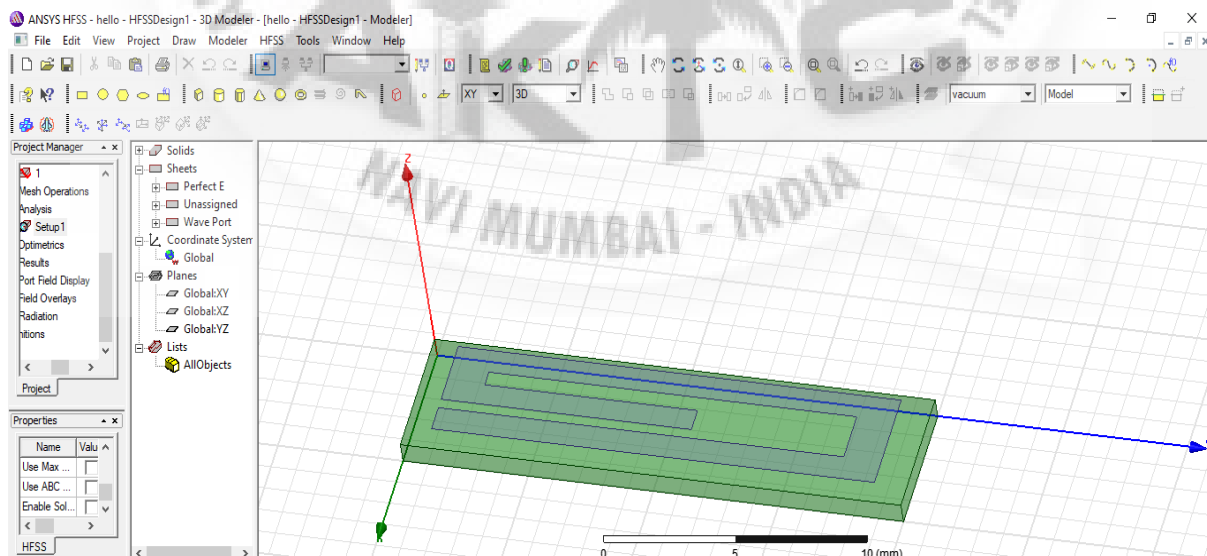 ANSYS HFSS - hello - HFSSDesign1 - 3D Modeler - [hello - HFSSDesign1 - Modeler]
File Edit View Project Draw Modeler HFSS Tools Window Help
XY 3D vacuum Model
Project Manager
1
Mesh Operations
Analysis
Setup1
Optimetrics
Results
Port Field Display
Field Overlays
Radiation
nitions
Project
Properties
Name Valu
Use Max ...
Use ABC ...
Enable Sol...
HFSS
Solids
Sheets
Perfect E
Unassigned
Wave Port
Coordinate System
Global
Planes
Global:XY
Global:XZ
Global:YZ
Lists
AllObjects
NAVI MUMBAI - INDIA
Z
0 5 10 (mm)